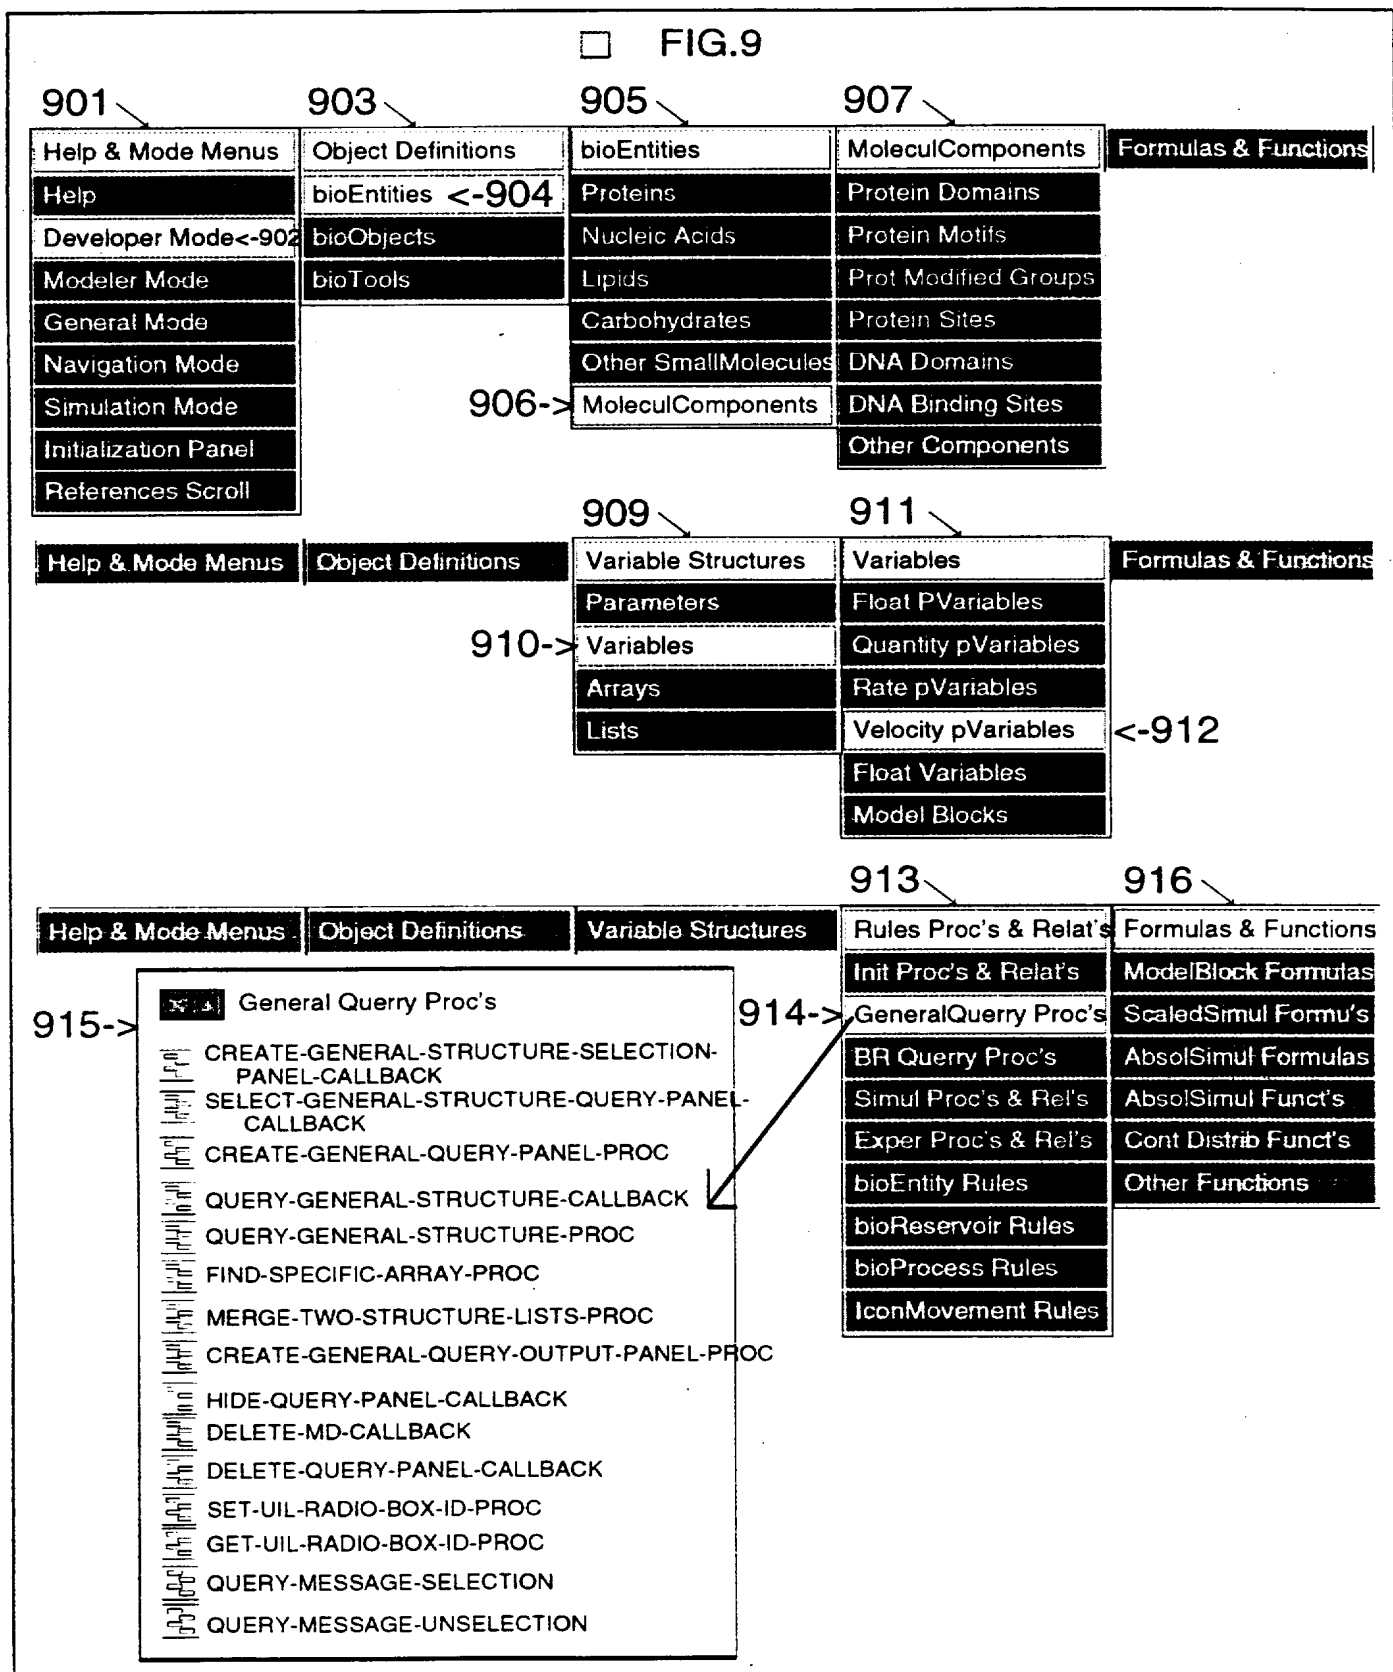 FIG.9
901
903
905
907
Help & Mode Menus
Help
Developer Mode<-902
Modeler Mode
General Mode
Navigation Mode
Simulation Mode
Initialization Panel
References Scroll
Object Definitions
bioEntities <-904
bioObjects
bioTools
bioEntities
Proteins
Nucleic Acids
Lipids
Carbohydrates
Other SmallMolecules
906-> MoleculComponents
MoleculComponents
Protein Domains
Protein Motifs
Prot Modified Groups
Protein Sites
DNA Domains
DNA Binding Sites
Other Components
Formulas & Functions
909
911
Help & Mode Menus
Object Definitions
Variable Structures
Parameters
910-> Variables
Arrays
Lists
Variables
Float PVariables
Quantity pVariables
Rate pVariables
Velocity pVariables <-912
Float Variables
Model Blocks
Formulas & Functions
913
916
Help & Mode Menus
Object Definitions
Variable Structures
Rules Proc's & Relat's
Init Proc's & Relat's
914-> GeneralQuerry Proc's
BR Querry Proc's
Simul Proc's & Rel's
Exper Proc's & Rel's
bioEntity Rules
bioReservoir Rules
bioProcess Rules
IconMovement Rules
Formulas & Functions
ModelBlock Formulas
ScaledSimul Formu's
AbsolSimul Formulas
AbsolSimul Funct's
Cont Distrib Funct's
Other Functions
915->
General Querry Proc's
CREATE-GENERAL-STRUCTURE-SELECTION-
PANEL-CALLBACK
SELECT-GENERAL-STRUCTURE-QUERY-PANEL-
CALLBACK
CREATE-GENERAL-QUERY-PANEL-PROC
QUERY-GENERAL-STRUCTURE-CALLBACK
QUERY-GENERAL-STRUCTURE-PROC
FIND-SPECIFIC-ARRAY-PROC
MERGE-TWO-STRUCTURE-LISTS-PROC
CREATE-GENERAL-QUERY-OUTPUT-PANEL-PROC
HIDE-QUERY-PANEL-CALLBACK
DELETE-MD-CALLBACK
DELETE-QUERY-PANEL-CALLBACK
SET-UIL-RADIO-BOX-ID-PROC
GET-UIL-RADIO-BOX-ID-PROC
QUERY-MESSAGE-SELECTION
QUERY-MESSAGE-UNSELECTION